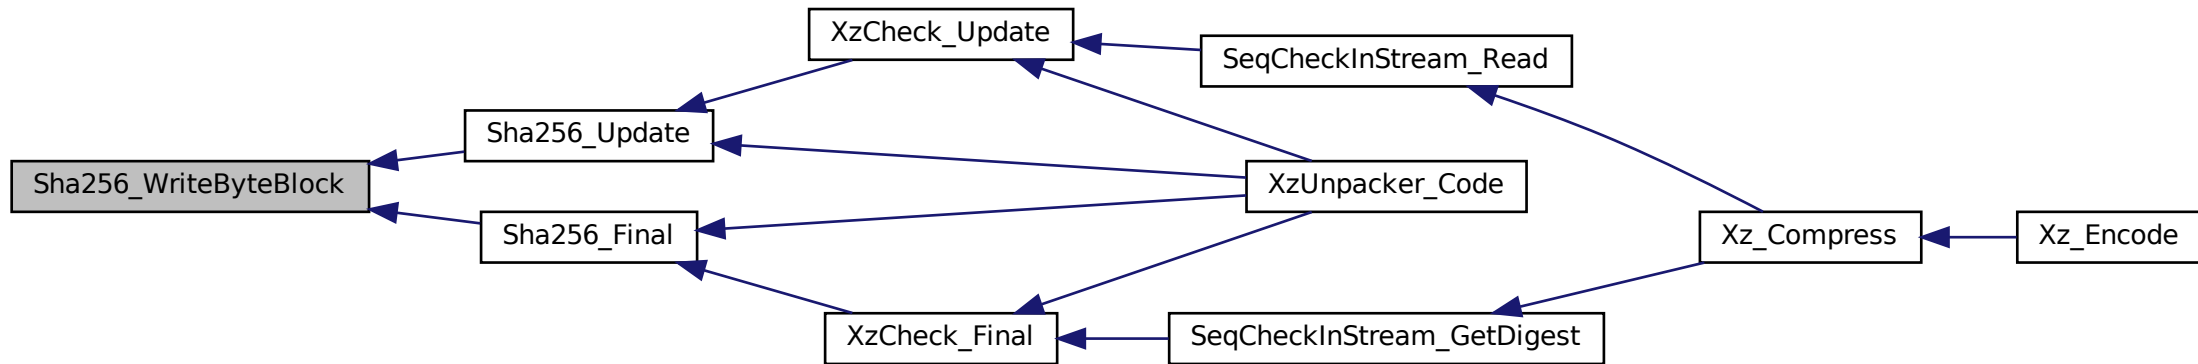 XzCheck_Update
SeqCheckInStream_Read
Sha256_Update
Sha256_WriteByteBlock
XzUnpacker_Code
Sha256_Final
Xz_Compress
Xz_Encode
XzCheck_Final
SeqCheckInStream_GetDigest